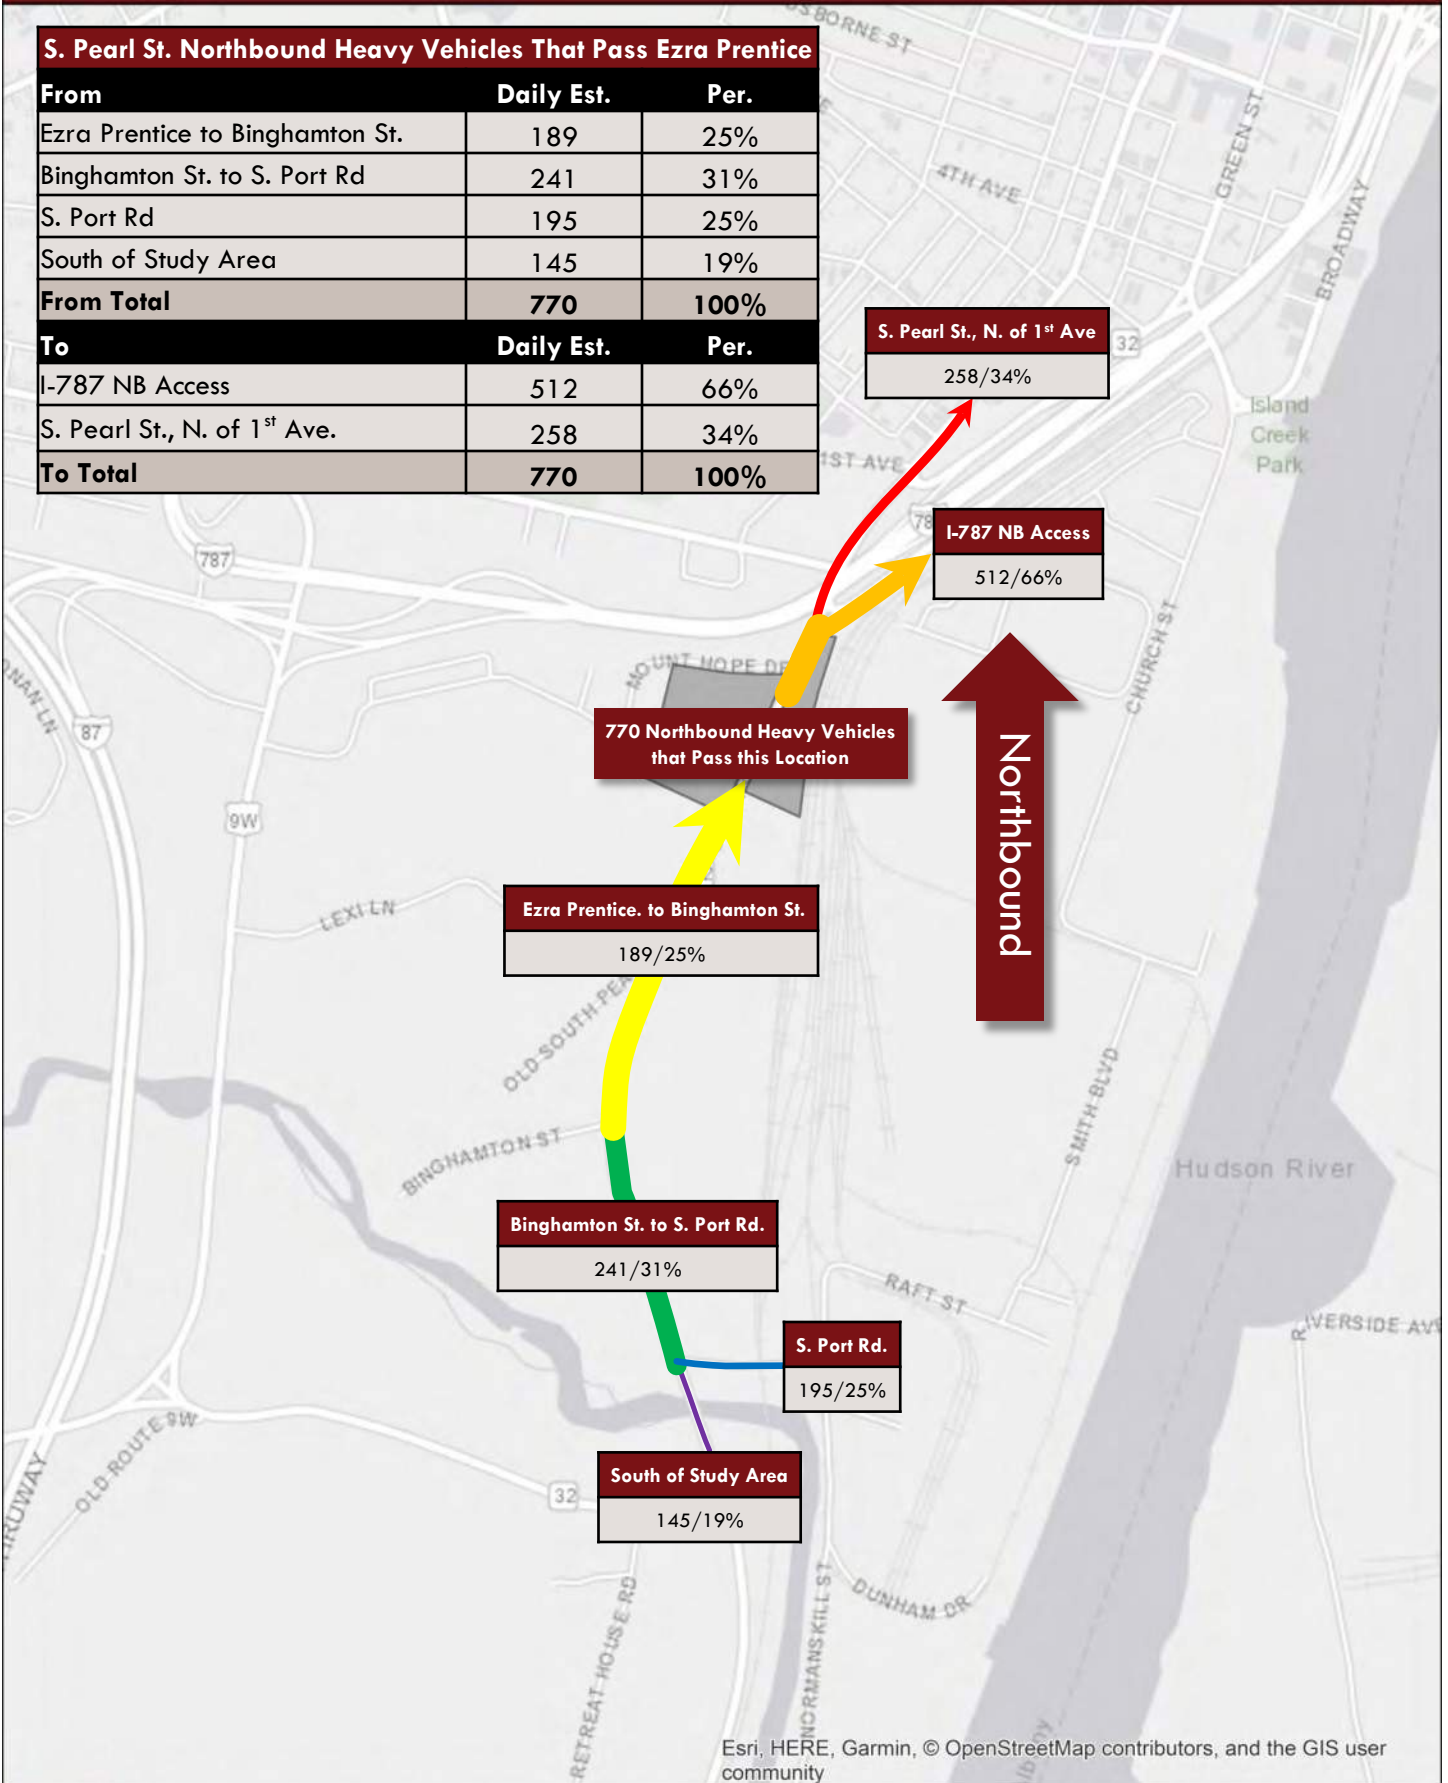 S. Pearl St. Northbound Heavy Vehicles That Pass Ezra Prentice
From Daily Est. Per.
Ezra Prentice to Binghamton St. 189 25%
Binghamton St. to S. Port Rd 241 31%
S. Port Rd 195 25%
South of Study Area 145 19%
From Total 770 100%
To Daily Est. Per.
I-787 NB Access 512 66%
S. Pearl St., N. of 1st Ave. 258 34%
To Total 770 100%
4TH AVE
GREEN ST
BROADWAY
S. Pearl St., N. of 1st Ave
258/34%
32
Island
Creek
Park
1ST AVE
I-787 NB Access
512/66%
787
MOUNT HOPE DR
CHURCH ST
87
770 Northbound Heavy Vehicles
that Pass this Location
Northbound
9W
LEXI LN
Ezra Prentice. to Binghamton St.
189/25%
OLD SOUTH PEA
BINGHAMTON ST
SMITH BLVD
Hudson River
Binghamton St. to S. Port Rd.
241/31%
RAFT ST
RIVERSIDE AVE
S. Port Rd.
195/25%
OLD ROUTE 9W
South of Study Area
145/19%
32
DUNHAM DR
RETREAT HOUSE RD
NORMANSKILL ST
Esri, HERE, Garmin, © OpenStreetMap contributors, and the GIS user
community